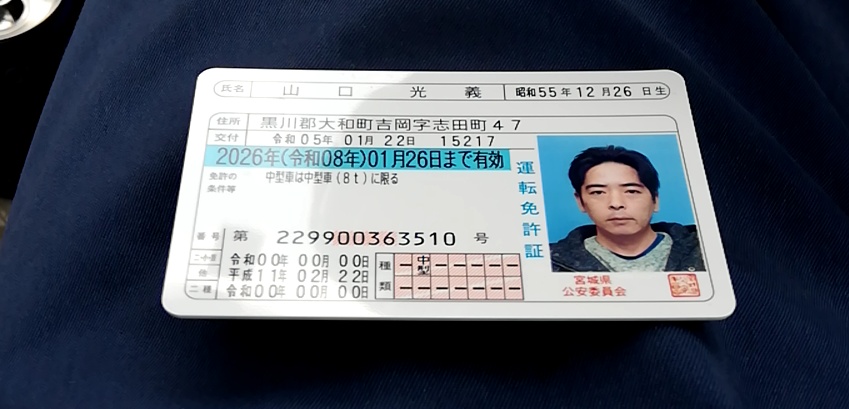 氏名 山口 光義 昭和55年12月26日生
住所 黒川郡大和町吉岡字志田町47
交付 令和05年01月22日 15217
2026年(令和08年)01月26日まで有効
免許の条件等 中型車は中型車(8t)に限る
運転免許証
番号 第 229900363510 号
二・小・原 令和00年00月00日
他 平成11年02月22日
二種 令和00年00月00日
種類 中型
宮城県
公安委員会